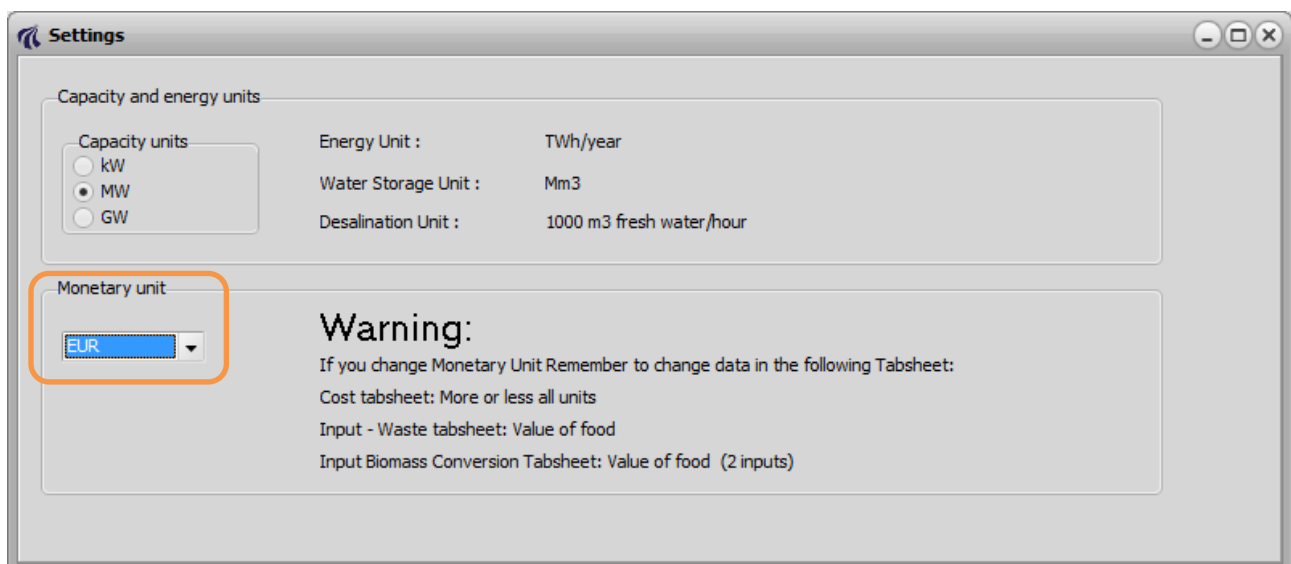 Settings
Capacity and energy units
Capacity units
kW
MW
GW
Energy Unit : TWh/year
Water Storage Unit : Mm3
Desalination Unit : 1000 m3 fresh water/hour
Monetary unit
EUR
Warning:
If you change Monetary Unit Remember to change data in the following Tabsheet:
Cost tabsheet: More or less all units
Input - Waste tabsheet: Value of food
Input Biomass Conversion Tabsheet: Value of food (2 inputs)